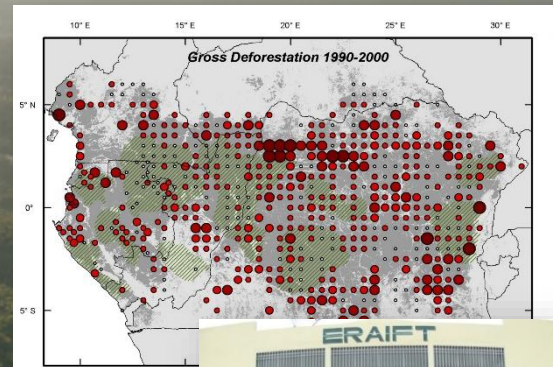 10° E 15° E 20° E 25° E 30° E
Gross Deforestation 1990-2000
5° N
0°
5° S
ERAIFT